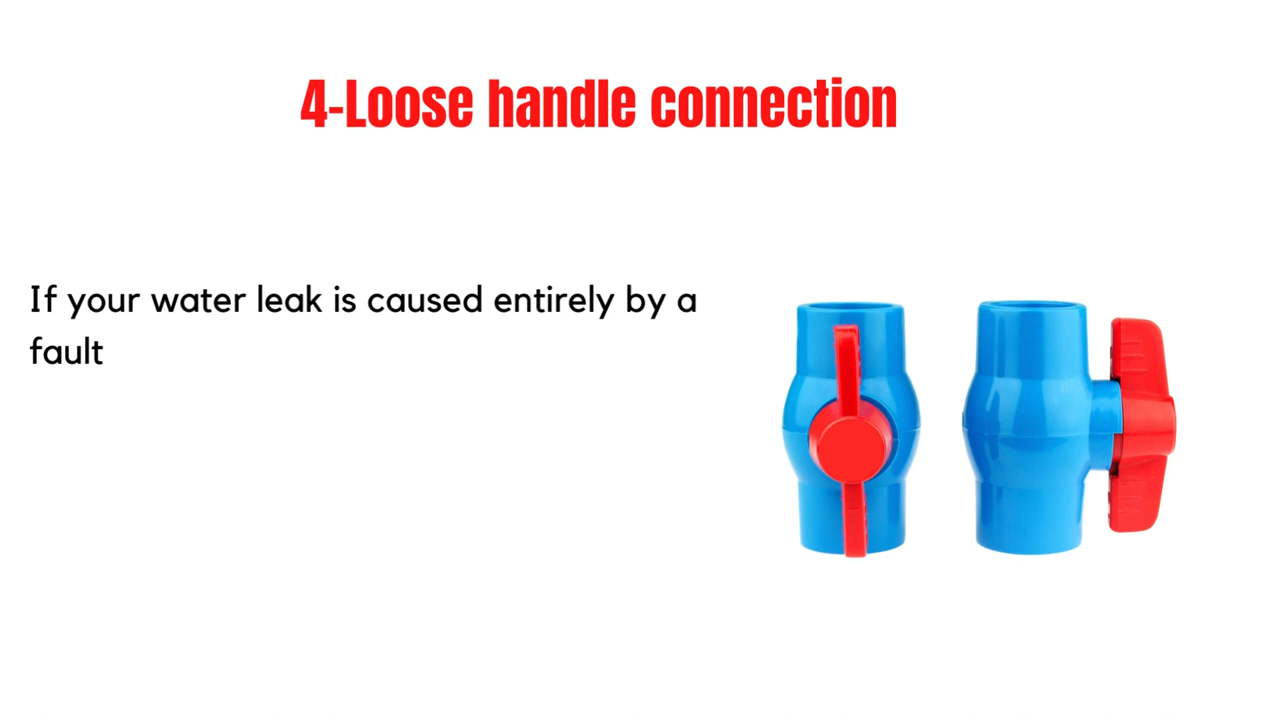 4-Loose handle connection
If your water leak is caused entirely by a
fault